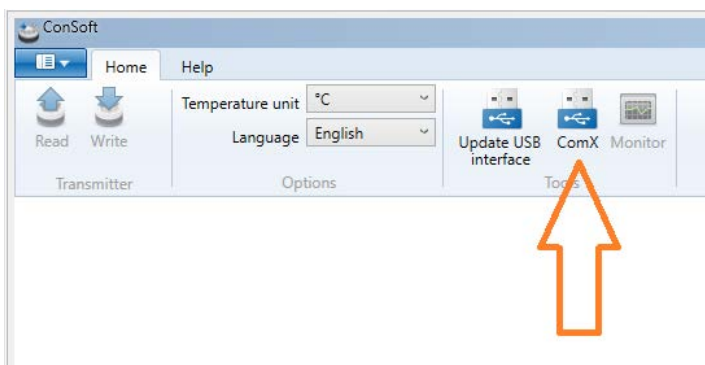 ConSoft
Home Help
Temperature unit °C
Language English
Read Write
Update USB interface
ComX Monitor
Transmitter Options Tools